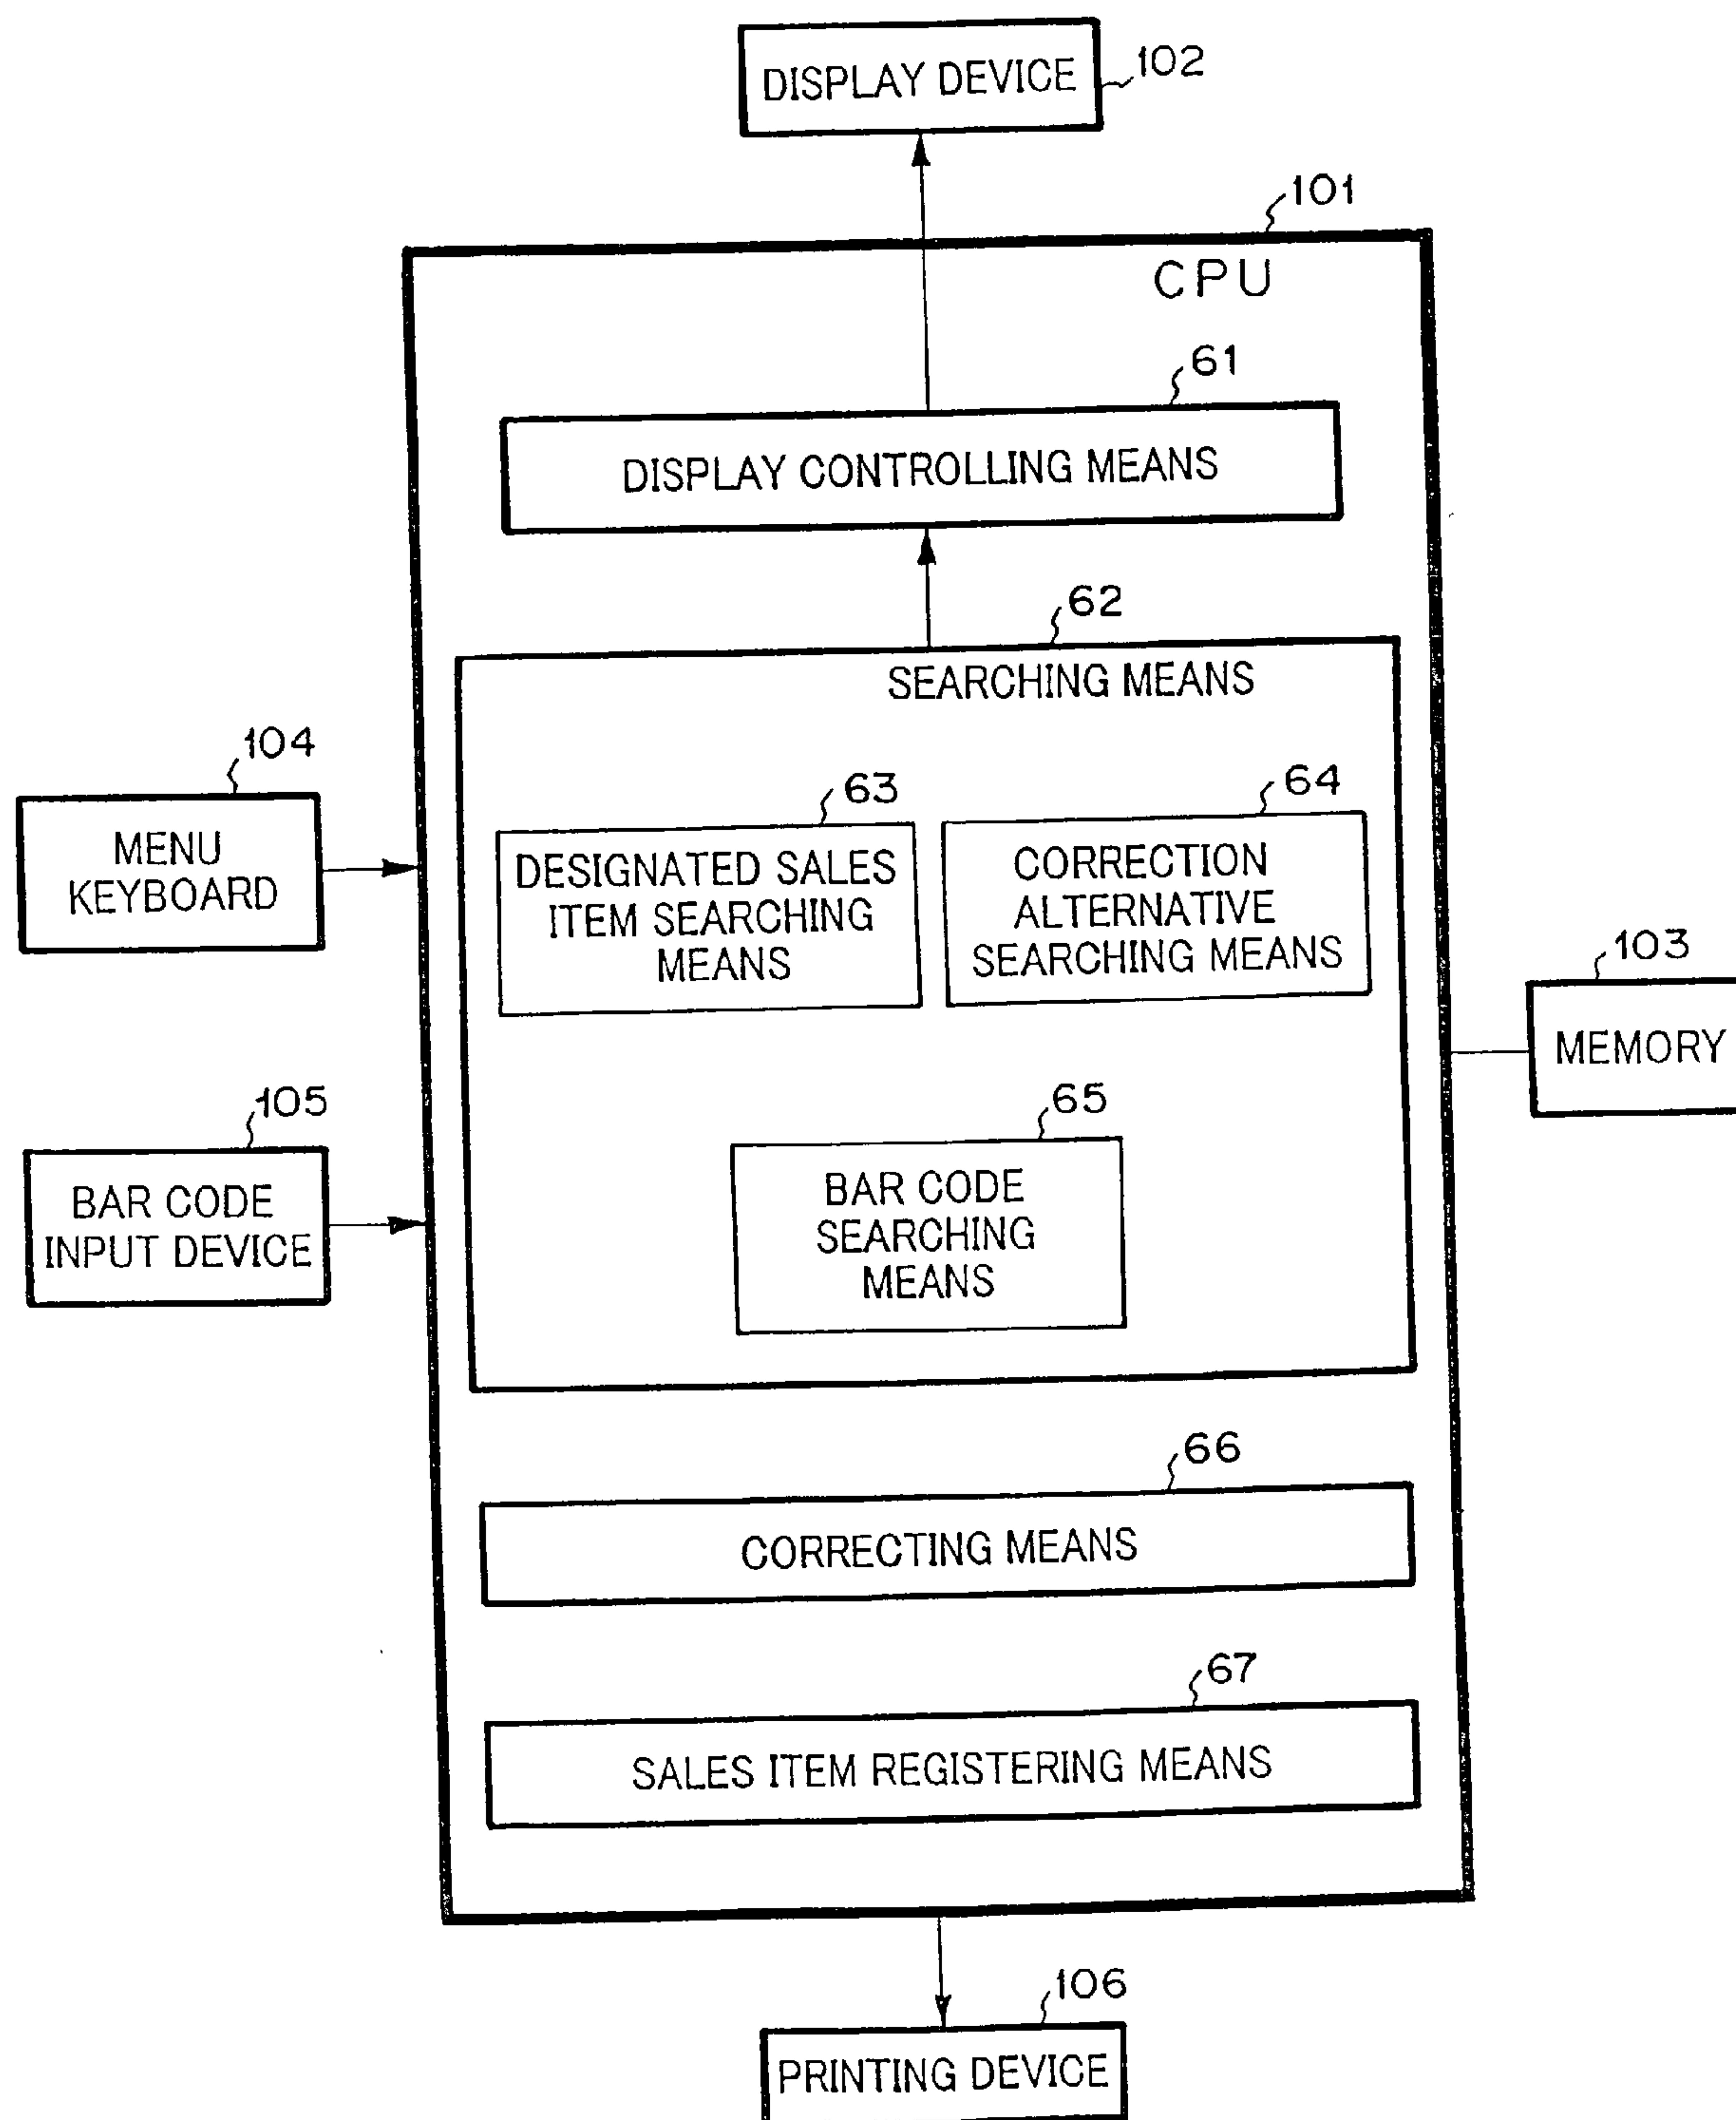 DISPLAY DEVICE
102
101
CPU
61
DISPLAY CONTROLLING MEANS
62
SEARCHING MEANS
104
MENU
KEYBOARD
63
DESIGNATED SALES
ITEM SEARCHING
MEANS
64
CORRECTION
ALTERNATIVE
SEARCHING MEANS
103
MEMORY
105
BAR CODE
INPUT DEVICE
65
BAR CODE
SEARCHING
MEANS
66
CORRECTING MEANS
67
SALES ITEM REGISTERING MEANS
106
PRINTING DEVICE